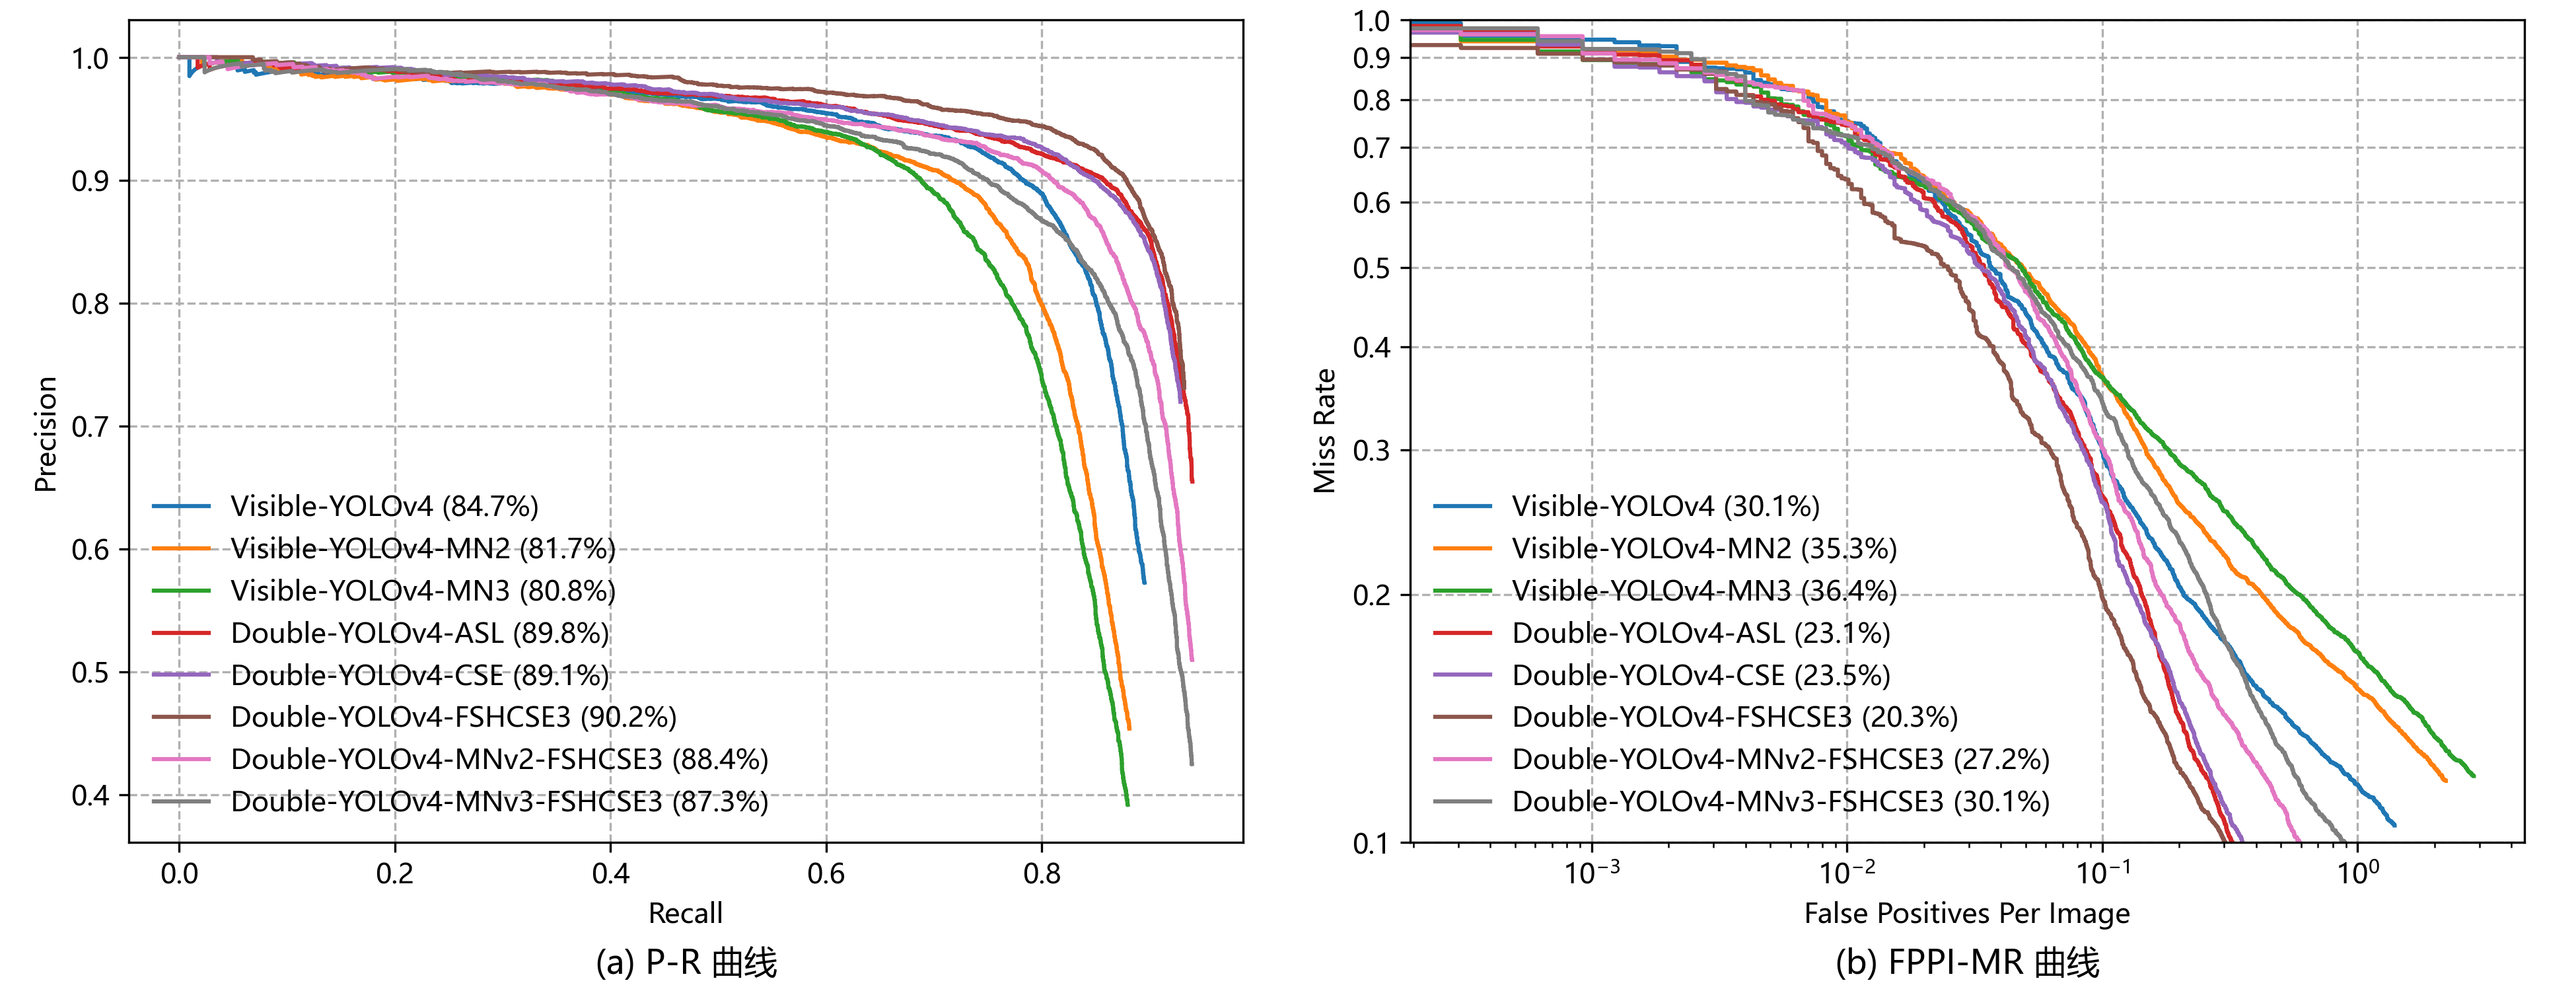 1.0
0.9
0.8
0.7
0.6
0.5
0.4
Precision
Visible-YOLOv4 (84.7%)
Visible-YOLOv4-MN2 (81.7%)
Visible-YOLOv4-MN3 (80.8%)
Double-YOLOv4-ASL (89.8%)
Double-YOLOv4-CSE (89.1%)
Double-YOLOv4-FSHCSE3 (90.2%)
Double-YOLOv4-MNv2-FSHCSE3 (88.4%)
Double-YOLOv4-MNv3-FSHCSE3 (87.3%)
0.0 0.2 0.4 0.6 0.8
Recall
(a) P-R 曲线
1.0
0.9
0.8
0.7
0.6
0.5
0.4
0.3
0.2
0.1
Miss Rate
Visible-YOLOv4 (30.1%)
Visible-YOLOv4-MN2 (35.3%)
Visible-YOLOv4-MN3 (36.4%)
Double-YOLOv4-ASL (23.1%)
Double-YOLOv4-CSE (23.5%)
Double-YOLOv4-FSHCSE3 (20.3%)
Double-YOLOv4-MNv2-FSHCSE3 (27.2%)
Double-YOLOv4-MNv3-FSHCSE3 (30.1%)
10⁻³ 10⁻² 10⁻¹ 10⁰
False Positives Per Image
(b) FPPI-MR 曲线